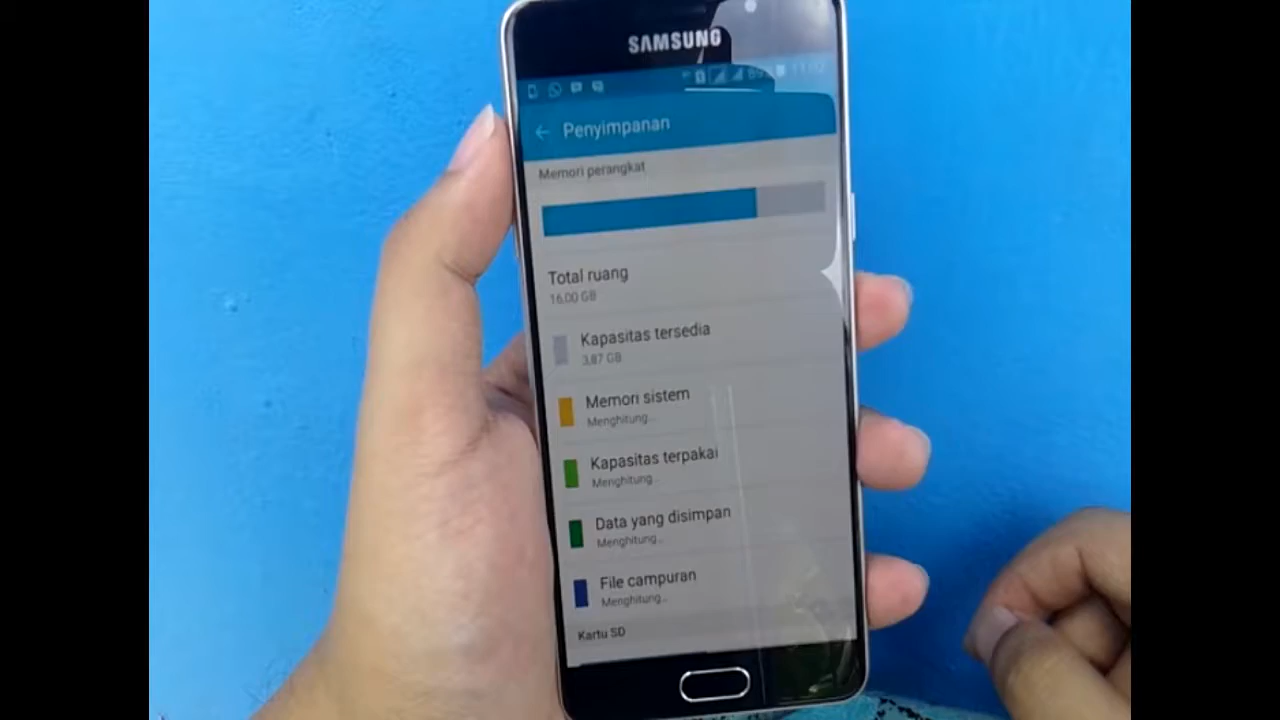 SAMSUNG
Penyimpanan
Memori perangkat
Total ruang
16,00 GB
Kapasitas tersedia
3,87 GB
Memori sistem
Menghitung...
Kapasitas terpakai
Menghitung...
Data yang disimpan
Menghitung...
File campuran
Menghitung...
Kartu SD